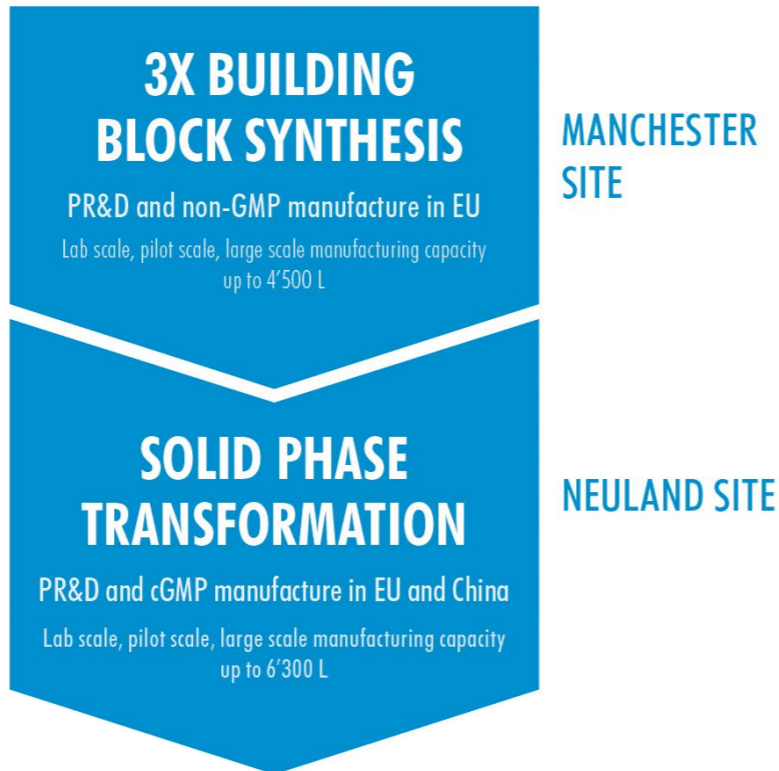 3X BUILDING
BLOCK SYNTHESIS
PR&D and non-GMP manufacture in EU
Lab scale, pilot scale, large scale manufacturing capacity
up to 4’500 L
MANCHESTER
SITE
SOLID PHASE
TRANSFORMATION
PR&D and cGMP manufacture in EU and China
Lab scale, pilot scale, large scale manufacturing capacity
up to 6’300 L
NEULAND SITE